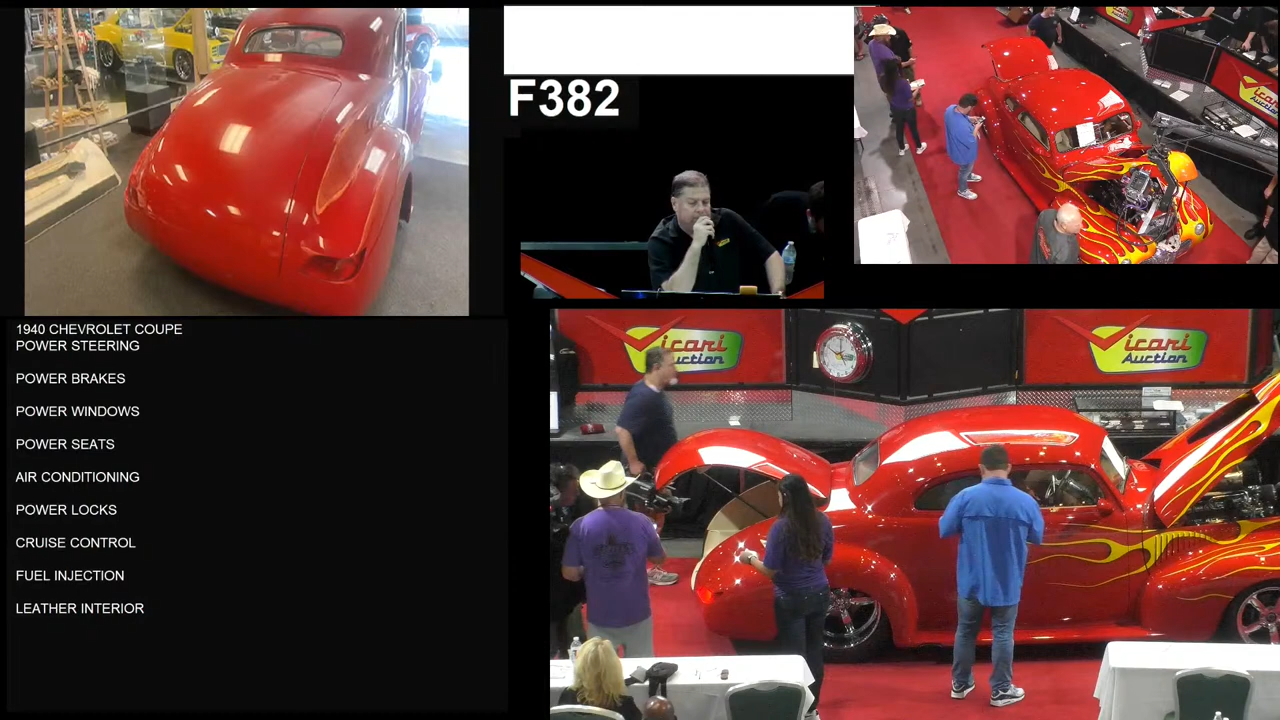 F382
1940 CHEVROLET COUPE
POWER STEERING
POWER BRAKES
POWER WINDOWS
POWER SEATS
AIR CONDITIONING
POWER LOCKS
CRUISE CONTROL
FUEL INJECTION
LEATHER INTERIOR
Vicari
Auction
Vicari
Auction
Vicari
Auction